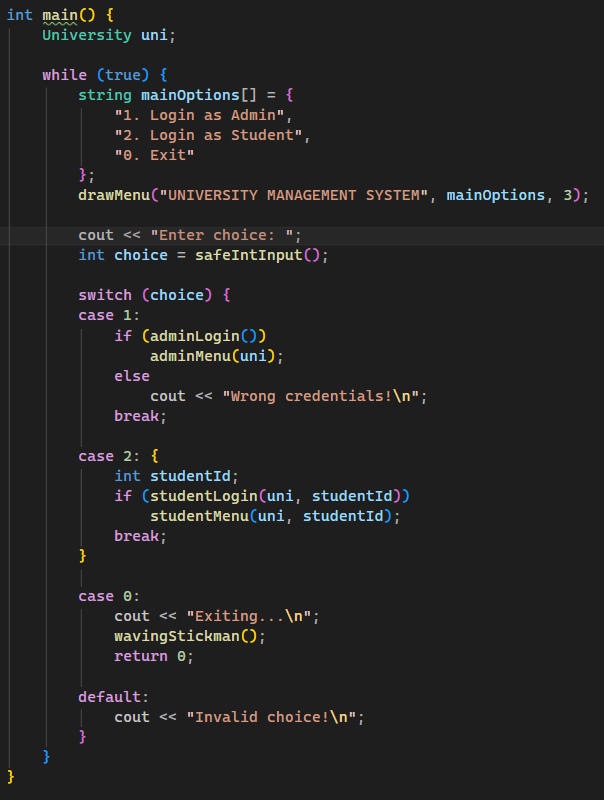 int main() {
    University uni;

    while (true) {
        string mainOptions[] = {
            "1. Login as Admin",
            "2. Login as Student",
            "0. Exit"
        };
        drawMenu("UNIVERSITY MANAGEMENT SYSTEM", mainOptions, 3);

        cout << "Enter choice: ";
        int choice = safeIntInput();

        switch (choice) {
        case 1:
            if (adminLogin())
                adminMenu(uni);
            else
                cout << "Wrong credentials!\n";
            break;

        case 2: {
            int studentId;
            if (studentLogin(uni, studentId))
                studentMenu(uni, studentId);
            break;
        }

        case 0:
            cout << "Exiting...\n";
            wavingStickman();
            return 0;

        default:
            cout << "Invalid choice!\n";
        }
    }
}